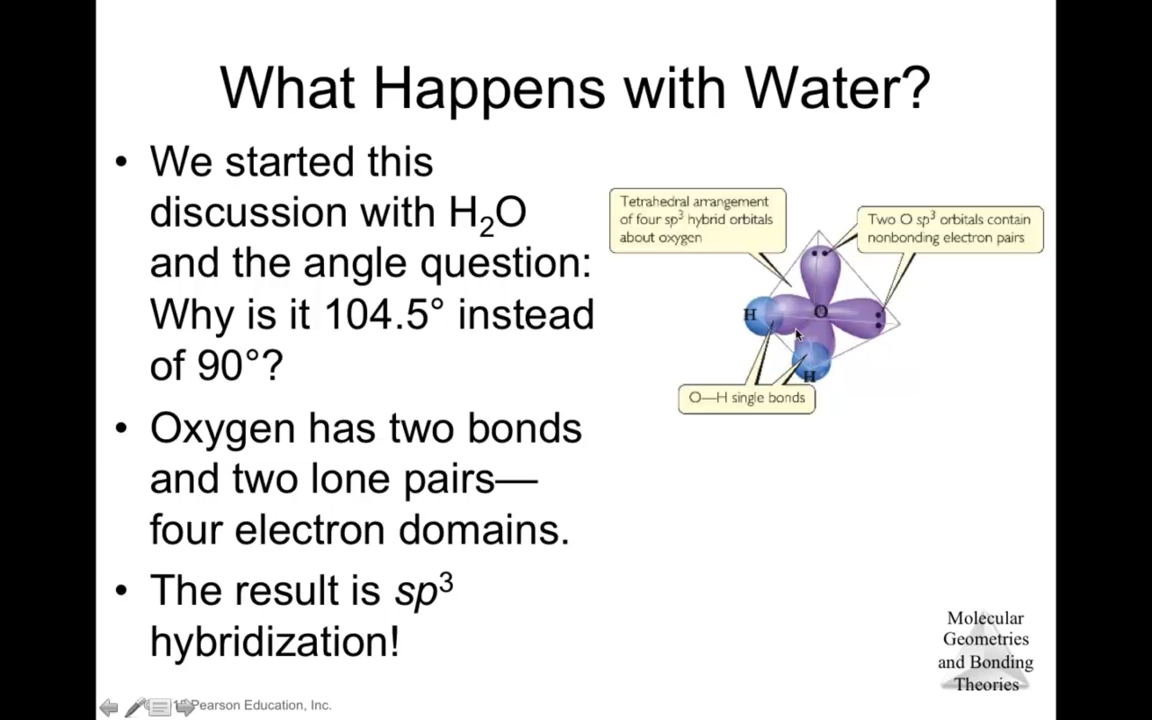 What Happens with Water?
• We started this
discussion with H₂O
and the angle question:
Why is it 104.5° instead
of 90°?
• Oxygen has two bonds
and two lone pairs—
four electron domains.
• The result is sp³
hybridization!
Tetrahedral arrangement
of four sp³ hybrid orbitals
about oxygen
Two O sp³ orbitals contain
nonbonding electron pairs
H
O
H
O—H single bonds
Molecular
Geometries
and Bonding
Theories
Pearson Education, Inc.